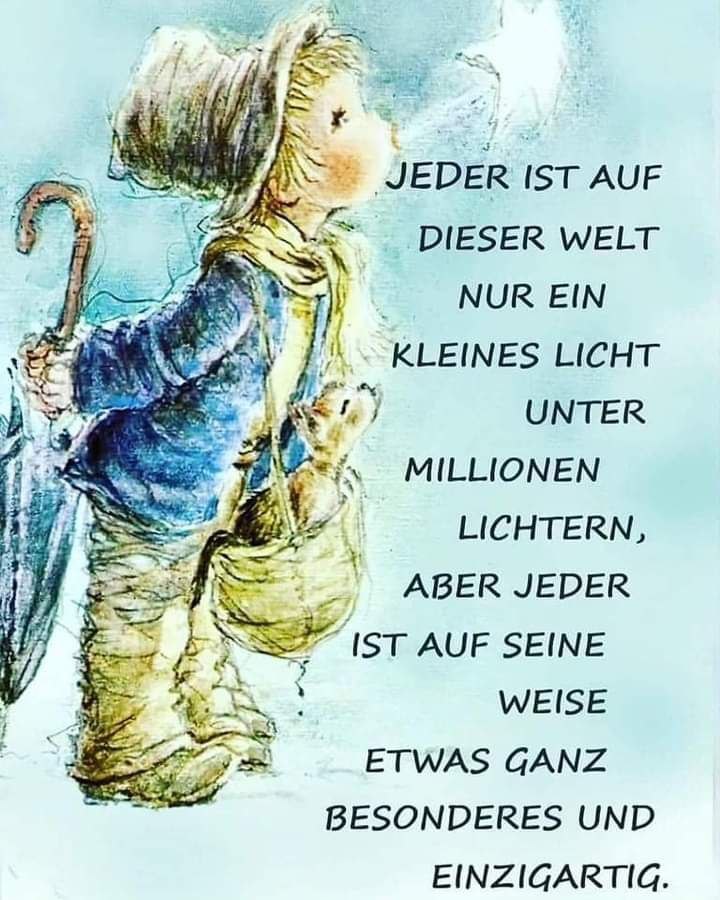 JEDER IST AUF
DIESER WELT
NUR EIN
KLEINES LICHT
UNTER
MILLIONEN
LICHTERN,
ABER JEDER
IST AUF SEINE
WEISE
ETWAS GANZ
BESONDERES UND
EINZIGARTIG.